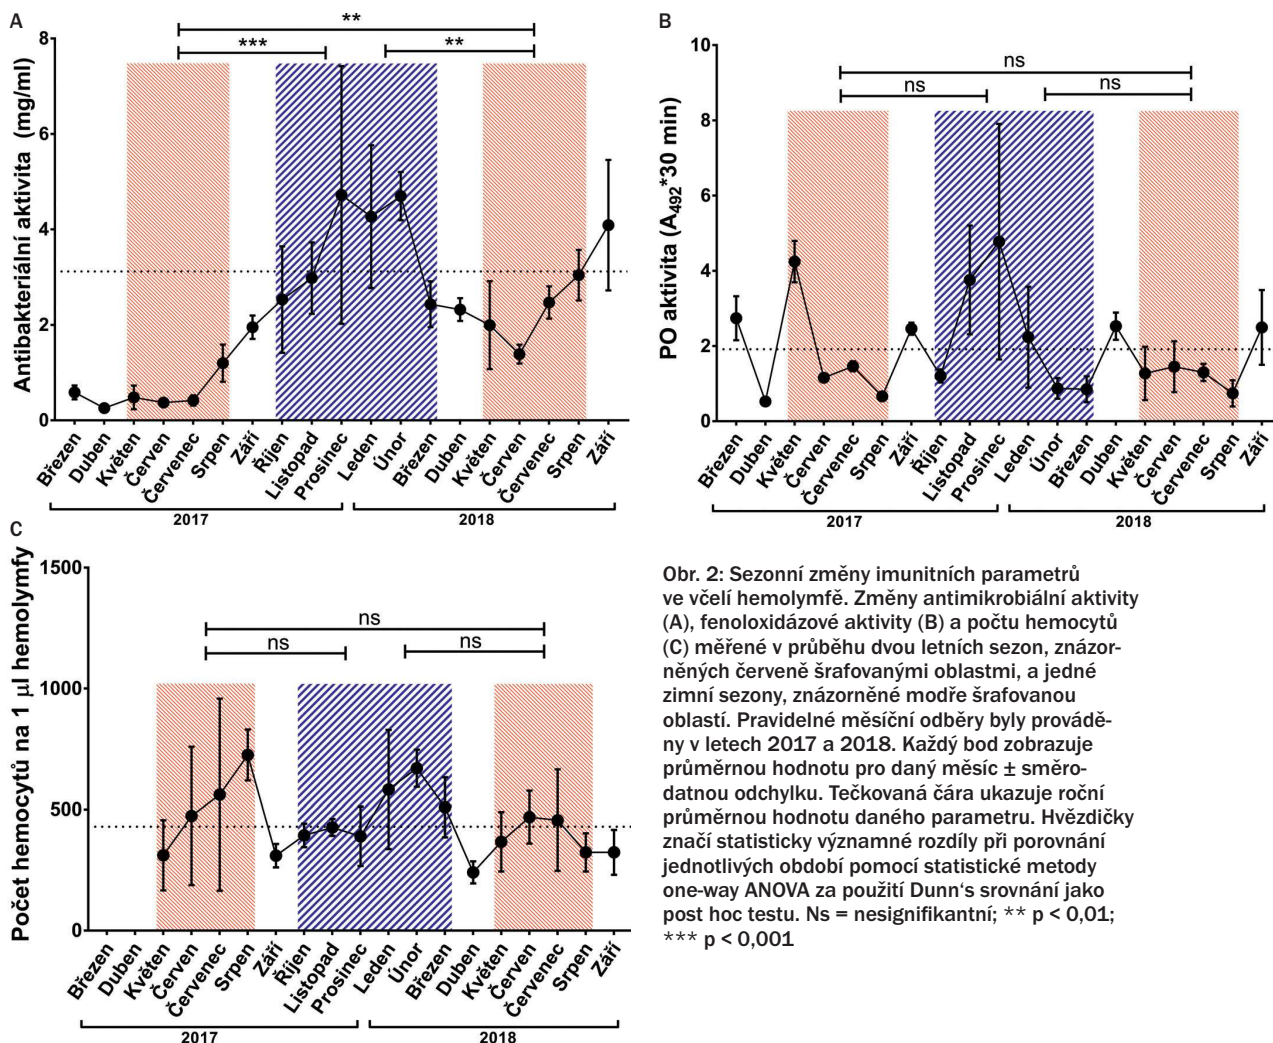 A
**
***
**
8
6
4
2
0
Antibakteriální aktivita (mg/ml)
Březen
Duben
Květen
Červen
Červenec
Srpen
Září
Říjen
Listopad
Prosinec
Leden
Únor
Březen
Duben
Květen
Červen
Červenec
Srpen
Září
2017
2018
B
ns
ns
ns
10
8
6
4
2
0
PO aktivita (A492*30 min)
Březen
Duben
Květen
Červen
Červenec
Srpen
Září
Říjen
Listopad
Prosinec
Leden
Únor
Březen
Duben
Květen
Červen
Červenec
Srpen
Září
2017
2018
C
ns
ns
ns
1500
1000
500
0
Počet hemocytů na 1 µl hemolymfy
Březen
Duben
Květen
Červen
Červenec
Srpen
Září
Říjen
Listopad
Prosinec
Leden
Únor
Březen
Duben
Květen
Červen
Červenec
Srpen
Září
2017
2018
Obr. 2: Sezonní změny imunitních parametrů
ve včelí hemolymfě. Změny antimikrobiální aktivity
(A), fenoloxidázové aktivity (B) a počtu hemocytů
(C) měřené v průběhu dvou letních sezon, znázor-
něných červeně šrafovanými oblastmi, a jedné
zimní sezony, znázorněné modře šrafovanou
oblastí. Pravidelné měsíční odběry byly prováдě-
ny v letech 2017 a 2018. Každý bod zobrazuje
průměrnou hodnotu pro daný měsíc ± směro-
datnou odchylku. Tečkovaná čára ukazuje roční
průměrnou hodnotu daného parametru. Hvězdičky
značí statisticky významné rozdíly při porovnání
jednotlivých období pomocí statistické metody
one-way ANOVA za použití Dunn‘s srovnání jako
post hoc testu. Ns = nesignifikantní; ** p < 0,01;
*** p < 0,001